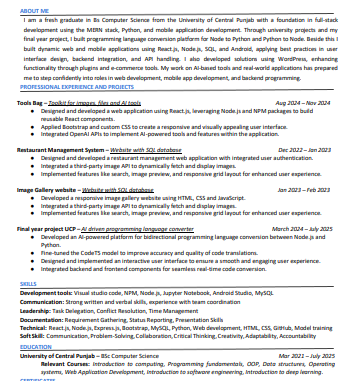 ABOUT ME
I am a fresh graduate in Bs Computer Science from the University of Central Punjab with a foundation in full-stack
development using the MERN stack, Python, and mobile application development. Through university projects and my
final year project, I built programming language conversion platform for Node to Python and Python to Node. Beside this I
built dynamic web and mobile applications using React.js, Node.js, SQL, and Android, applying best practices in user
interface design, backend integration, and API handling. I also developed solutions using WordPress, enhancing
functionality through plugins and e-commerce tools. My work on AI-based tools and real-world applications has prepared
me to step confidently into roles in web development, mobile app development, and backend programming.
PROFESSIONAL EXPERIENCE AND PROJECTS
Tools Bag – Toolkit for images, files and AI tools Aug 2024 – Nov 2024
● Designed and developed a web application using React.js, leveraging Node.js and NPM packages to build
reusable React components.
● Applied Bootstrap and custom CSS to create a responsive and visually appealing user interface.
● Integrated OpenAI APIs to implement AI-powered tools and features within the application.
Restaurant Management System – Website with SQL database Dec 2022 – Jan 2023
● Designed and developed a restaurant management web application with integrated user authentication.
● Integrated a third-party image API to dynamically fetch and display images.
● Implemented features like search, image preview, and responsive grid layout for enhanced user experience.
Image Gallery website – Website with SQL database Jan 2023 – Feb 2023
● Developed a responsive image gallery website using HTML, CSS and JavaScript.
● Integrated a third-party image API to dynamically fetch and display images.
● Implemented features like search, image preview, and responsive grid layout for enhanced user experience.
Final year project UCP – AI driven programming language converter March 2024 – July 2025
● Developed an AI-powered platform for bidirectional programming language conversion between Node.js and
Python.
● Fine-tuned the CodeT5 model to improve accuracy and quality of code translations.
● Designed and implemented an interactive user interface to ensure a smooth and engaging user experience.
● Integrated backend and frontend components for seamless real-time code conversion.
SKILLS
Development tools: Visual studio code, NPM, Node.js, Jupyter Notebook, Android Studio, MySQL
Communication: Strong written and verbal skills, experience with team coordination
Leadership: Task Delegation, Conflict Resolution, Time Management
Documentation: Requirement Gathering, Status Reporting, Presentation Skills
Technical: React.js, Node.js, Express.js, Bootstrap, MySQL, Python, Web development, HTML, CSS, GitHub, Model training
Soft Skill: Communication, Problem-Solving, Collaboration, Critical Thinking, Creativity, Adaptability, Accountability
EDUCATION
University of Central Punjab – BSc Computer Science Mar 2021 – July 2025
Relevant Courses: Introduction to computing, Programming fundamentals, OOP, Data structures, Operating
systems, Web Application Development, Introduction to software engineering, Introduction to deep learning.